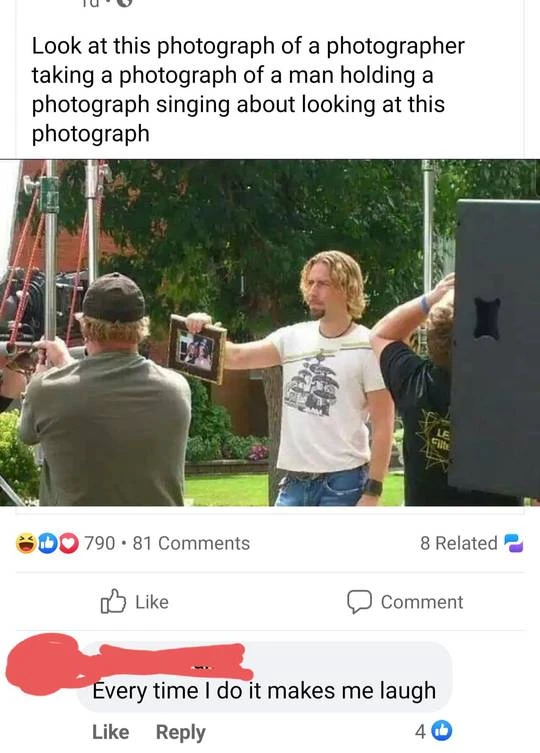 Look at this photograph of a photographer
taking a photograph of a man holding a
photograph singing about looking at this
photograph
790 • 81 Comments
8 Related
Like
Comment
Every time I do it makes me laugh
Like Reply
4